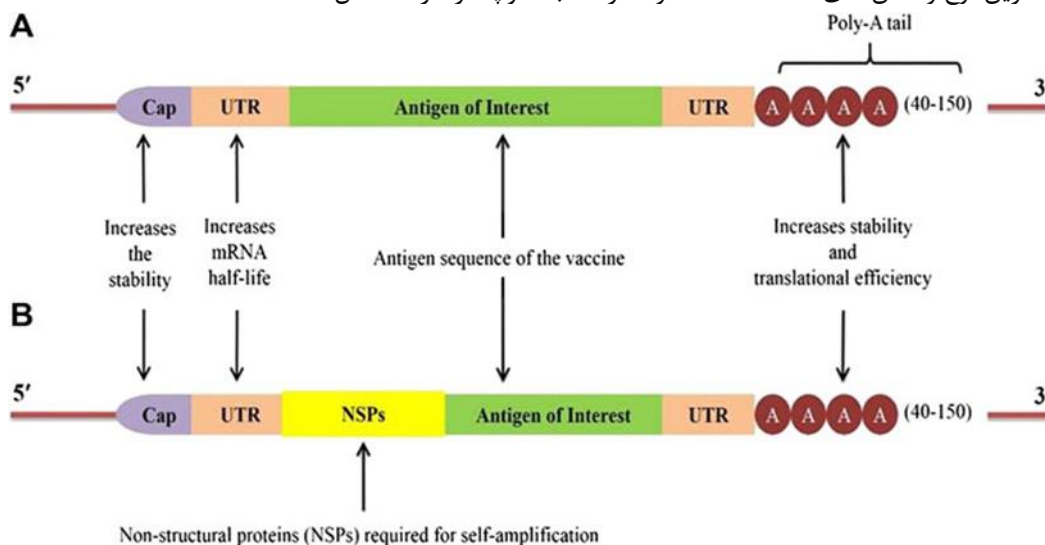 A
Poly-A tail
5′ Cap UTR Antigen of Interest UTR A A A A (40-150) 3
Increases the stability
Increases mRNA half-life
Antigen sequence of the vaccine
Increases stability and translational efficiency
B
5′ Cap UTR NSPs Antigen of Interest UTR A A A A (40-150) 3
Non-structural proteins (NSPs) required for self-amplification